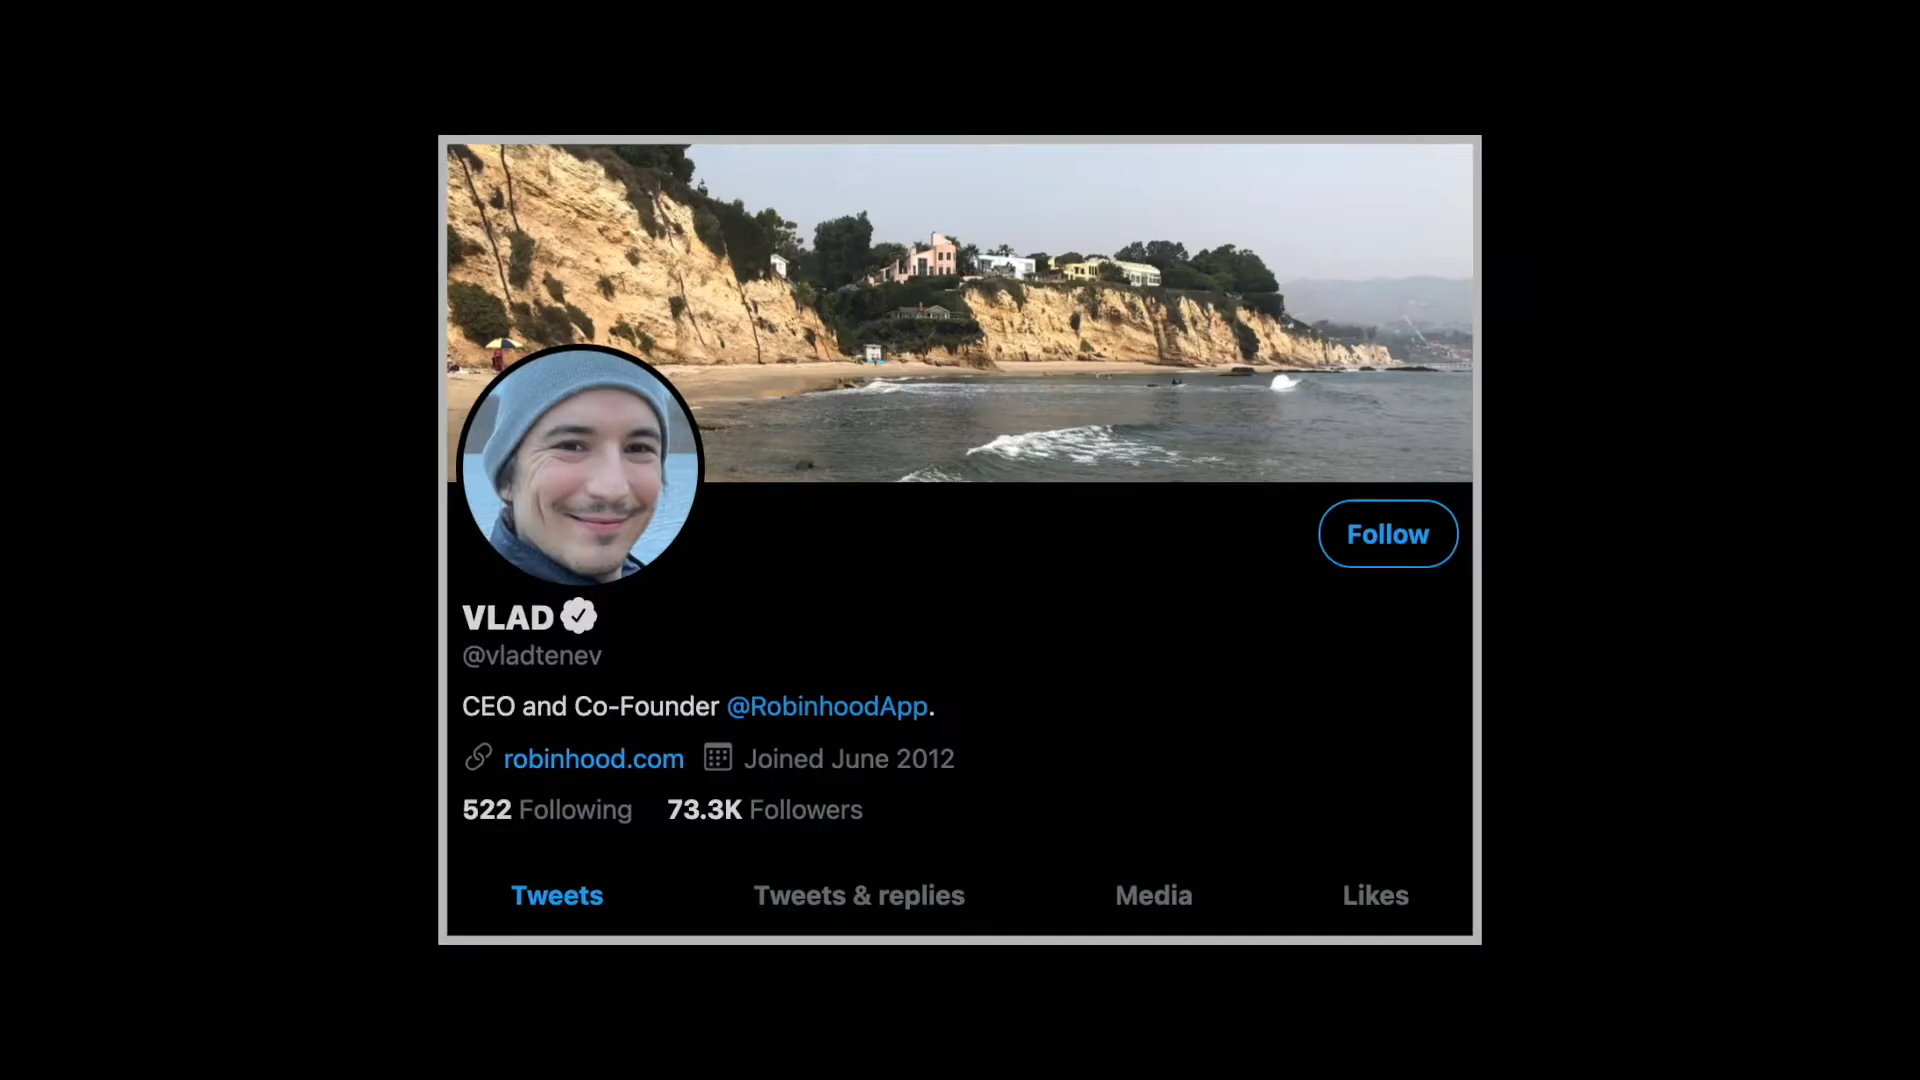 Follow
VLAD
@vladtenev
CEO and Co-Founder @RobinhoodApp.
robinhood.com Joined June 2012
522 Following 73.3K Followers
Tweets Tweets & replies Media Likes